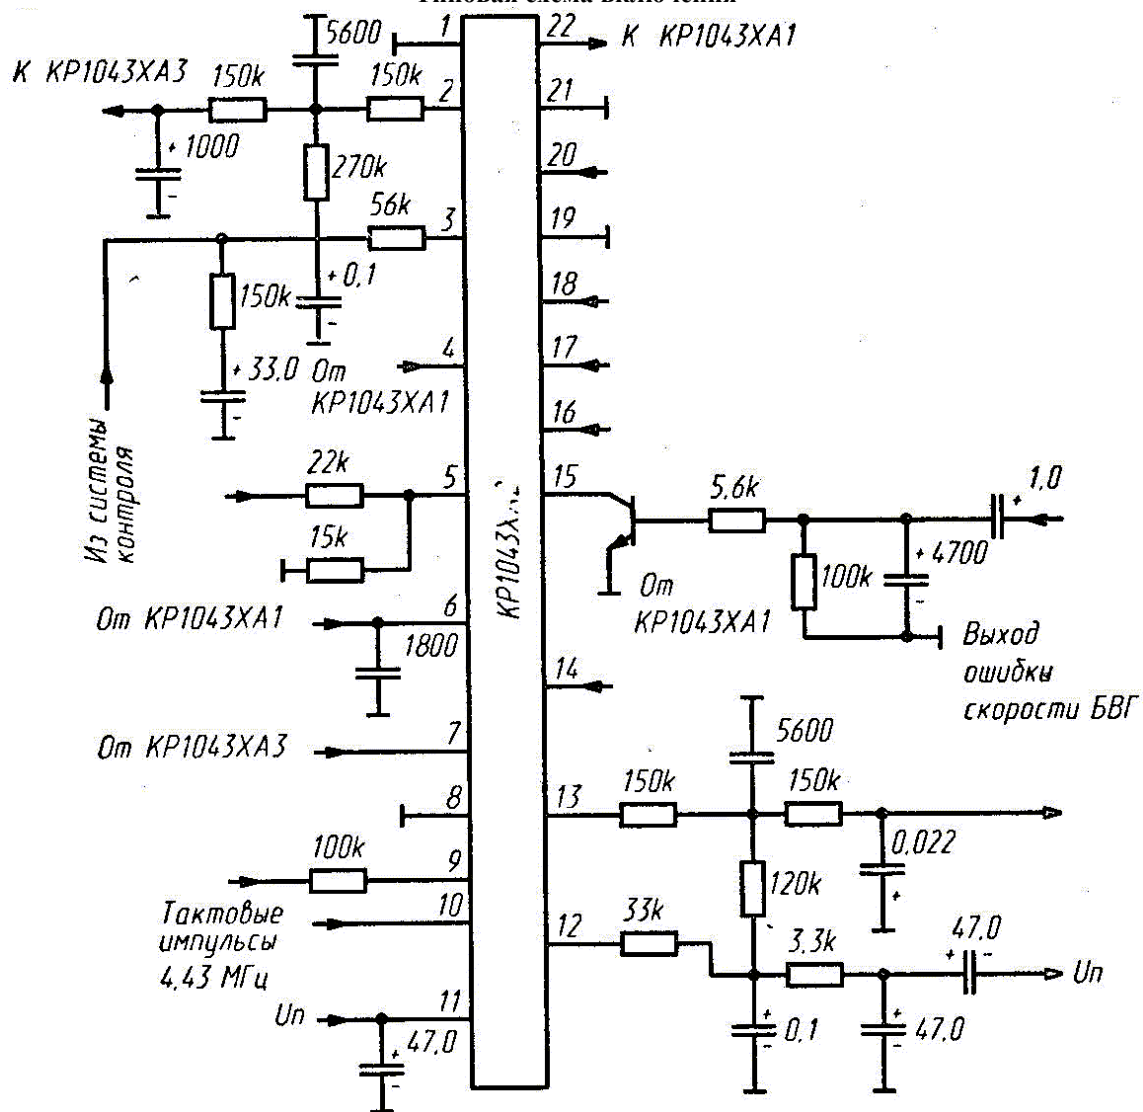 Типовая схема включения
1
22
К КР1043ХА1
5600
К КР1043ХА3
150k
150k
2
21
+ 1000
-
270k
20
56k
3
19
+ 0,1
-
150k
18
+ 33,0
-
От
КР1043ХА1
4
17
16
Из системы
контроля
22k
5
15
5,6k
+ 1,0
15k
КР1043
100k
+ 4700
-
От
КР1043ХА1
От КР1043ХА1
6
1800
Выход
ошибки
скорости БВГ
14
От КР1043ХА3
7
5600
8
13
150k
150k
100k
9
120k
0,022
+
Тактовые
импульсы
4,43 МГц
10
12
33k
3,3k
+ 47,0 -
Uп
Uп
11
+ 47,0
-
+ 0,1
-
+ 47,0
-